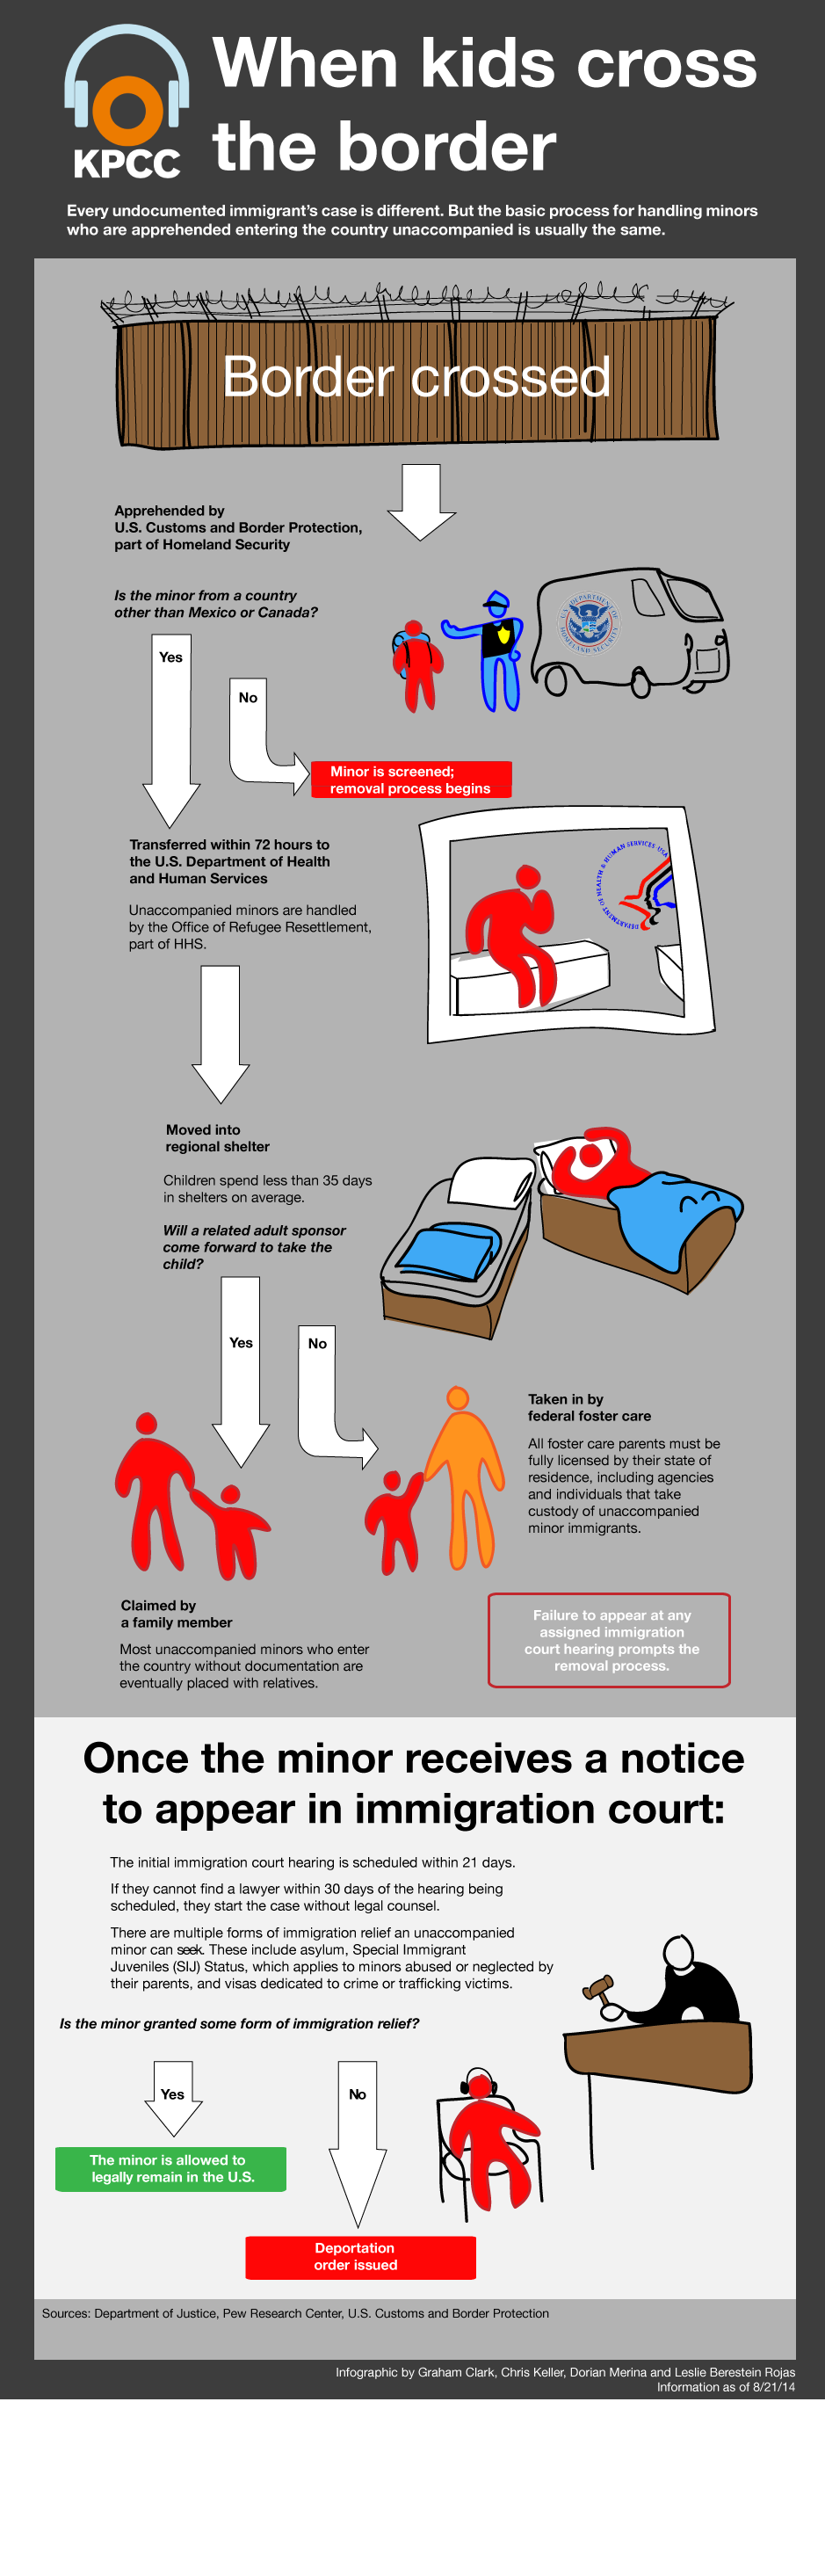 When kids cross
the border
KPCC
Every undocumented immigrant's case is different. But the basic process for handling minors
who are apprehended entering the country unaccompanied is usually the same.
Border crossed
Apprehended by
U.S. Customs and Border Protection,
part of Homeland Security
Is the minor from a country
other than Mexico or Canada?
U.S. DEPARTMENT OF
HOMELAND SECURITY
Yes
No
Minor is screened;
removal process begins
Transferred within 72 hours to
the U.S. Department of Health
and Human Services
Unaccompanied minors are handled
by the Office of Refugee Resettlement,
part of HHS.
DEPARTMENT OF HEALTH & HUMAN SERVICES USA
Moved into
regional shelter
Children spend less than 35 days
in shelters on average.
Will a related adult sponsor
come forward to take the
child?
Yes
No
Taken in by
federal foster care
All foster care parents must be
fully licensed by their state of
residence, including agencies
and individuals that take
custody of unaccompanied
minor immigrants.
Claimed by
a family member
Most unaccompanied minors who enter
the country without documentation are
eventually placed with relatives.
Failure to appear at any
assigned immigration
court hearing prompts the
removal process.
Once the minor receives a notice
to appear in immigration court:
The initial immigration court hearing is scheduled within 21 days.
If they cannot find a lawyer within 30 days of the hearing being
scheduled, they start the case without legal counsel.
There are multiple forms of immigration relief an unaccompanied
minor can seek. These include asylum, Special Immigrant
Juveniles (SIJ) Status, which applies to minors abused or neglected by
their parents, and visas dedicated to crime or trafficking victims.
Is the minor granted some form of immigration relief?
Yes
No
The minor is allowed to
legally remain in the U.S.
Deportation
order issued
Sources: Department of Justice, Pew Research Center, U.S. Customs and Border Protection
Infographic by Graham Clark, Chris Keller, Dorian Merina and Leslie Berestein Rojas
Information as of 8/21/14